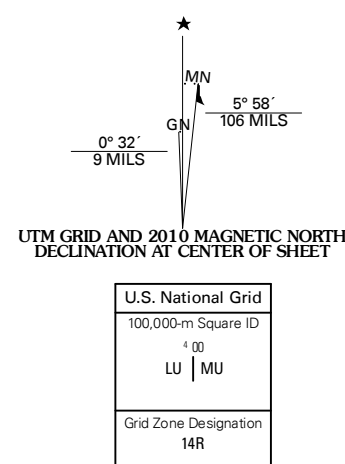 ★
MN
GN
5° 58´
106 MILS
0° 32´
9 MILS
UTM GRID AND 2010 MAGNETIC NORTH
DECLINATION AT CENTER OF SHEET
U.S. National Grid
100,000-m Square ID
4 00
LU MU
Grid Zone Designation
14R